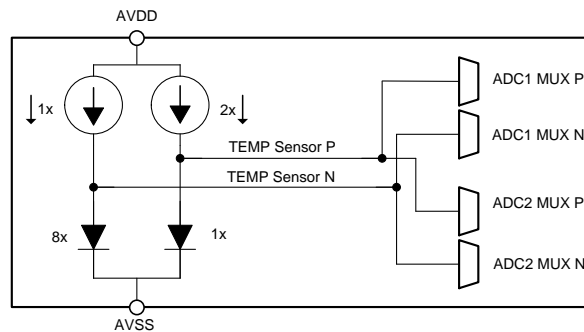 AVDD
1x
2x
ADC1 MUX P
ADC1 MUX N
TEMP Sensor P
TEMP Sensor N
ADC2 MUX P
8x
1x
ADC2 MUX N
AVSS